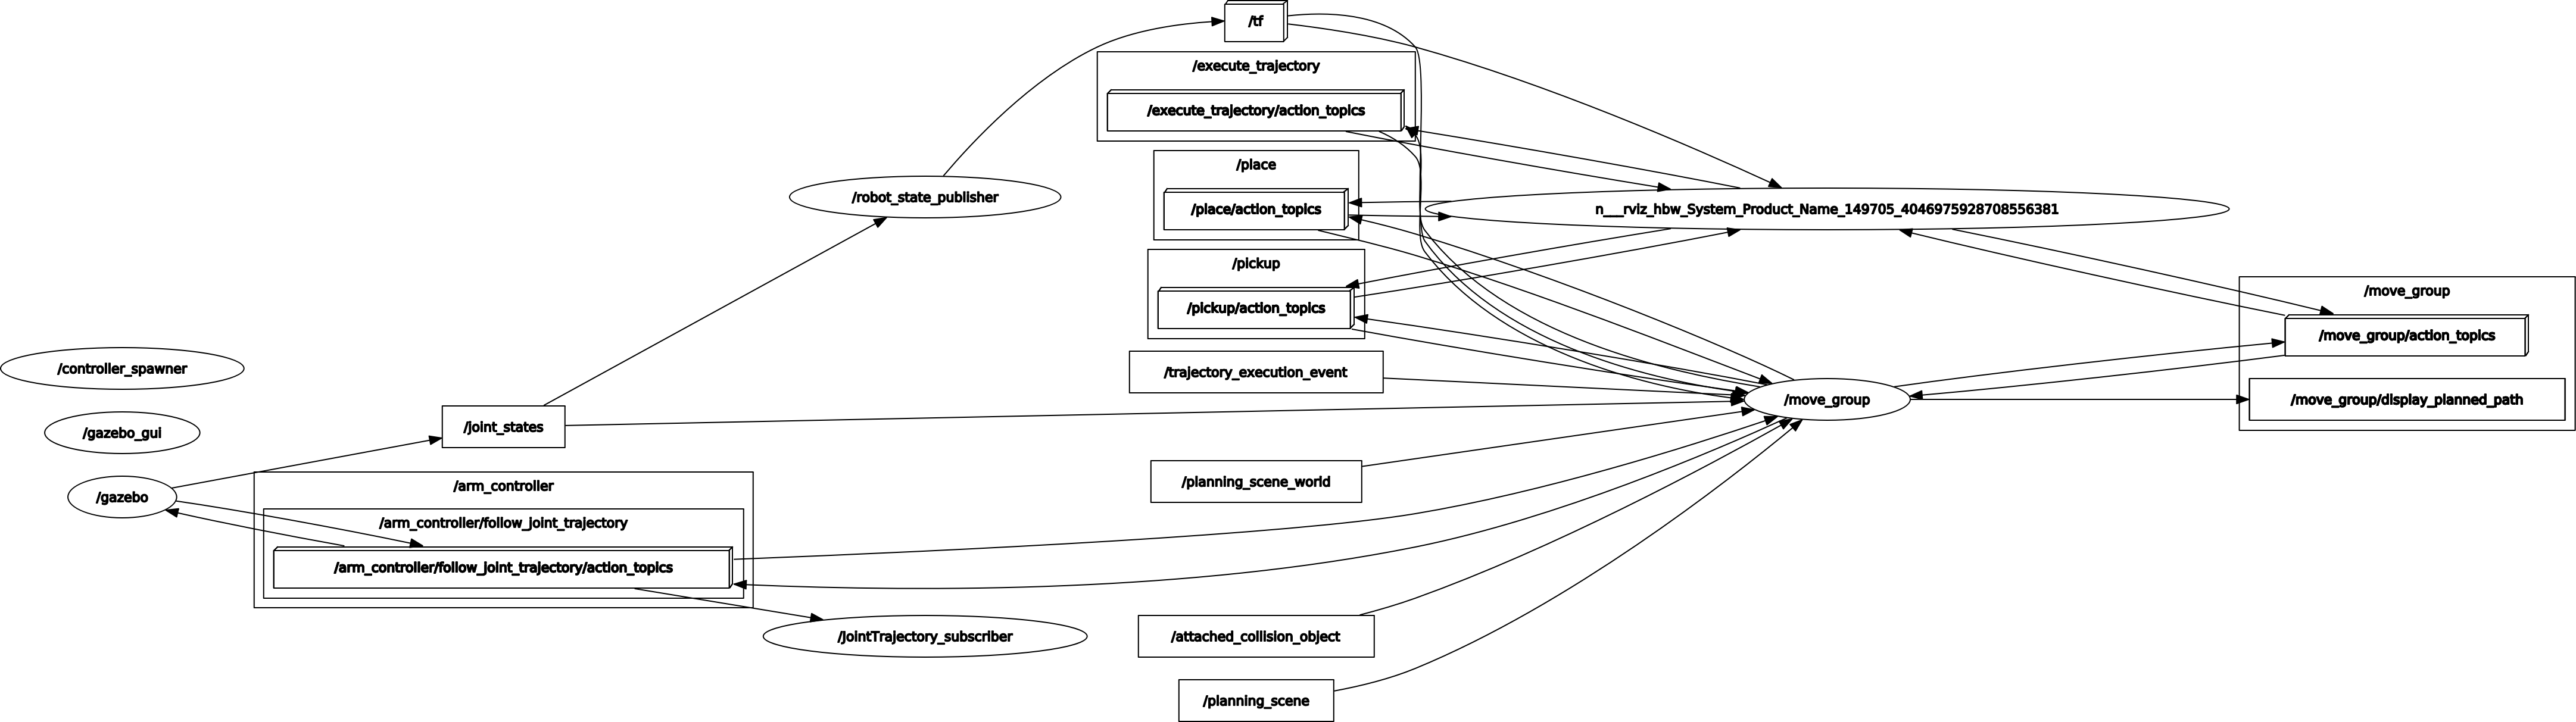 /tf
/execute_trajectory
/execute_trajectory/action_topics
/place
/robot_state_publisher
/place/action_topics
n___rviz_hbw_System_Product_Name_149705_4046975928708556381
/pickup
/move_group
/pickup/action_topics
/move_group/action_topics
/controller_spawner
/trajectory_execution_event
/move_group
/move_group/display_planned_path
/joint_states
/gazebo_gui
/planning_scene_world
/arm_controller
/gazebo
/arm_controller/follow_joint_trajectory
/arm_controller/follow_joint_trajectory/action_topics
/jointTrajectory_subscriber
/attached_collision_object
/planning_scene